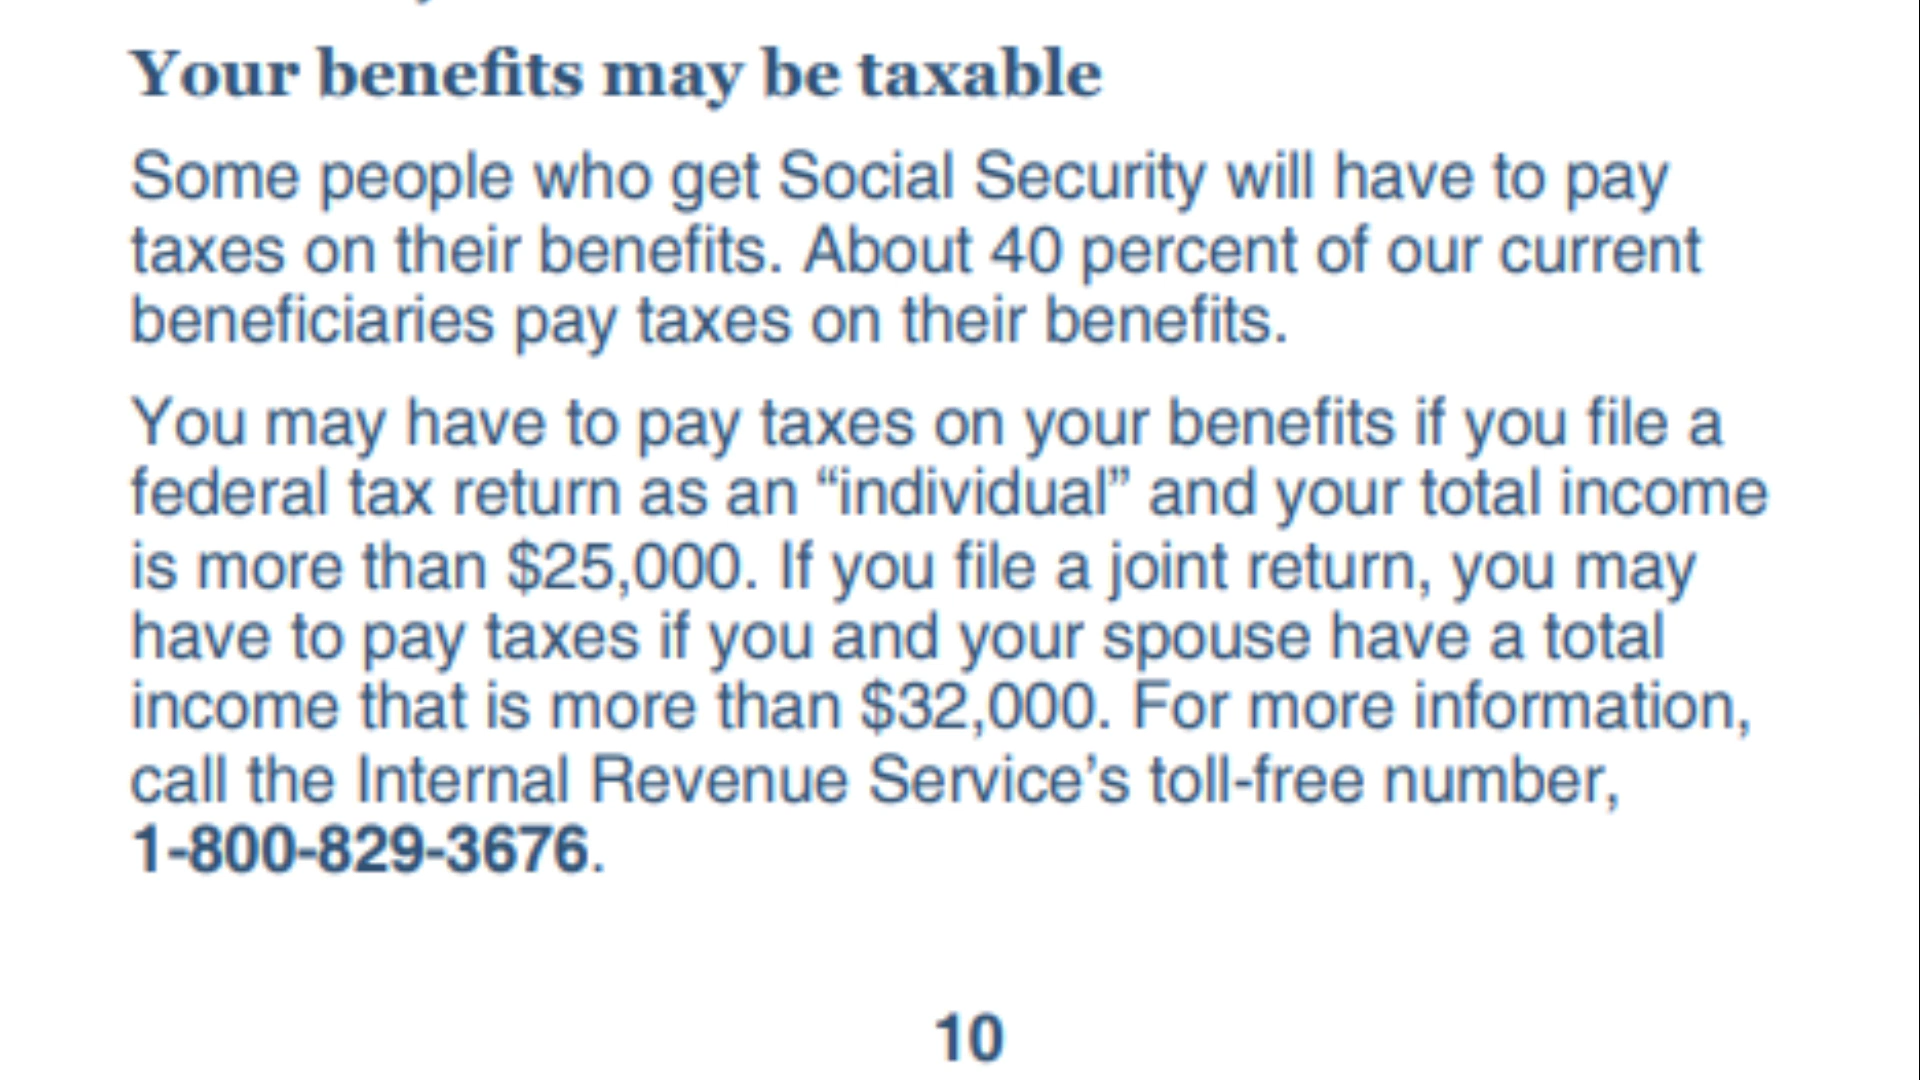 Your benefits may be taxable
Some people who get Social Security will have to pay
taxes on their benefits. About 40 percent of our current
beneficiaries pay taxes on their benefits.
You may have to pay taxes on your benefits if you file a
federal tax return as an “individual” and your total income
is more than $25,000. If you file a joint return, you may
have to pay taxes if you and your spouse have a total
income that is more than $32,000. For more information,
call the Internal Revenue Service’s toll-free number,
1-800-829-3676.
10